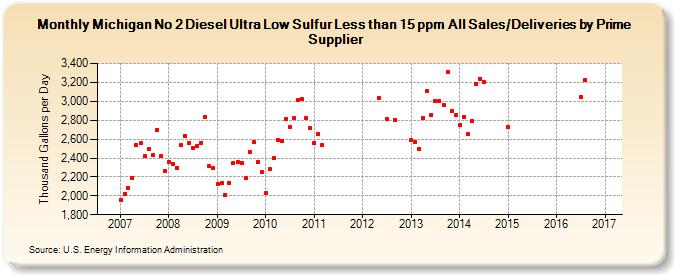 Monthly Michigan No 2 Diesel Ultra Low Sulfur Less than 15 ppm All Sales/Deliveries by Prime
Supplier
Thousand Gallons per Day
3,400
3,200
3,000
2,800
2,600
2,400
2,200
2,000
1,800
2007 2008 2009 2010 2011 2012 2013 2014 2015 2016 2017
Source: U.S. Energy Information Administration